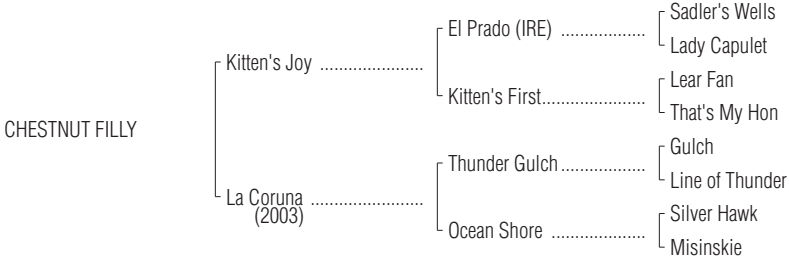 Sadler's Wells
El Prado (IRE) ..................
Lady Capulet
Kitten's Joy ......................
Lear Fan
Kitten's First......................
That's My Hon
CHESTNUT FILLY
Gulch
Thunder Gulch..................
Line of Thunder
La Coruna ........................
(2003)
Silver Hawk
Ocean Shore ....................
Misinskie